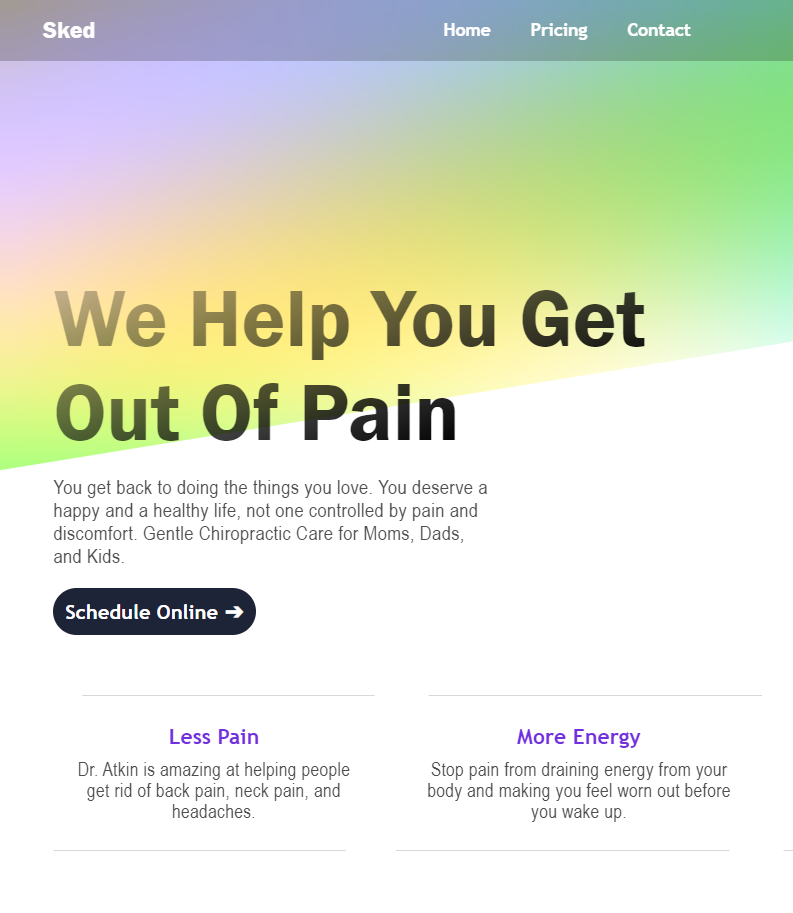 Sked
Home Pricing Contact
We Help You Get
Out Of Pain
You get back to doing the things you love. You deserve a
happy and a healthy life, not one controlled by pain and
discomfort. Gentle Chiropractic Care for Moms, Dads,
and Kids.
Schedule Online ➔
Less Pain
Dr. Atkin is amazing at helping people
get rid of back pain, neck pain, and
headaches.
More Energy
Stop pain from draining energy from your
body and making you feel worn out before
you wake up.